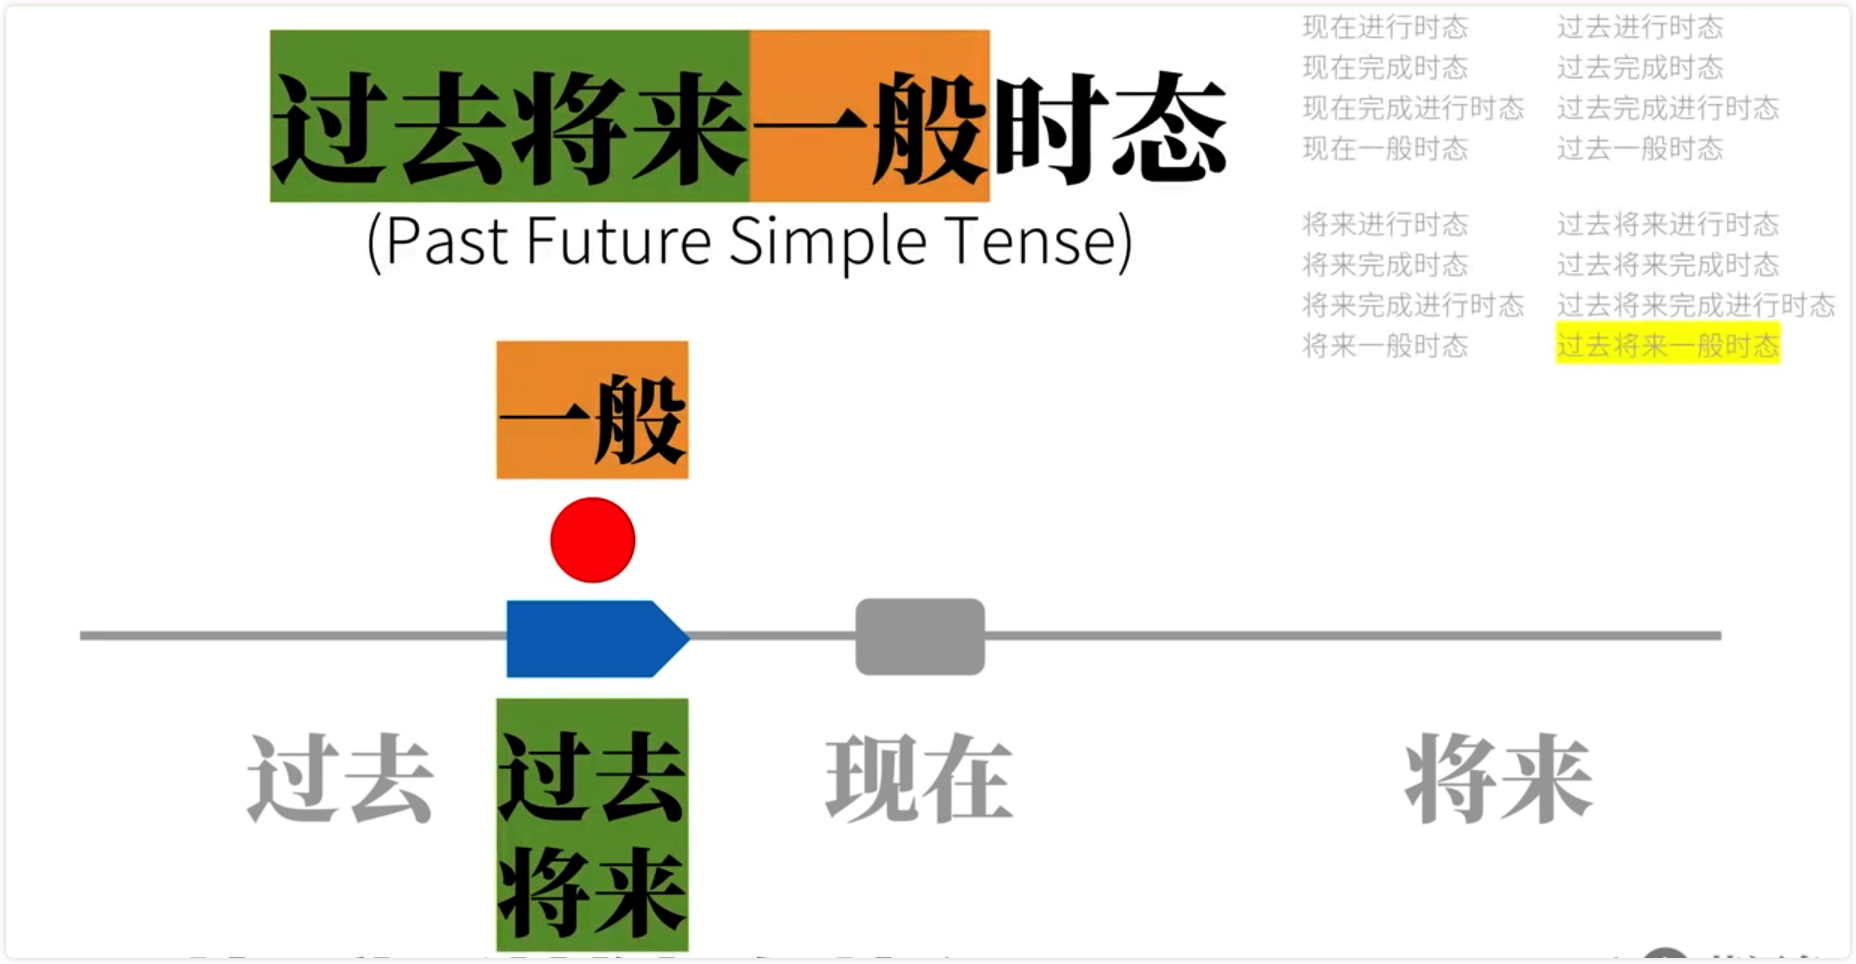 过去将来一般时态
(Past Future Simple Tense)
现在进行时态 过去进行时态
现在完成时态 过去完成时态
现在完成进行时态 过去完成进行时态
现在一般时态 过去一般时态
将来进行时态 过去将来进行时态
将来完成时态 过去将来完成时态
将来完成进行时态 过去将来完成进行时态
将来一般时态 过去将来一般时态
一般
过去 过去 现在 将来
将来